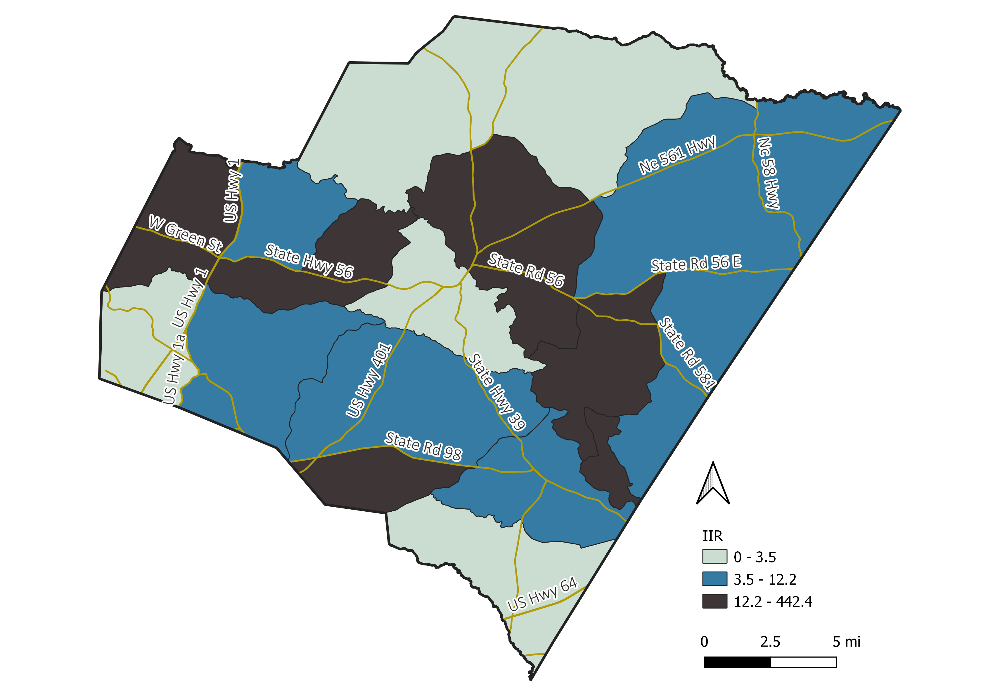 Nc 561 Hwy
Nc 58 Hwy
US Hwy 1
W Green St
State Hwy 56
State Rd 56
State Rd 56 E
US Hwy 1
US Hwy 1a
State Rd 581
US Hwy 401
State Hwy 39
State Rd 98
US Hwy 64
IIR
0 - 3.5
3.5 - 12.2
12.2 - 442.4
0 2.5 5 mi